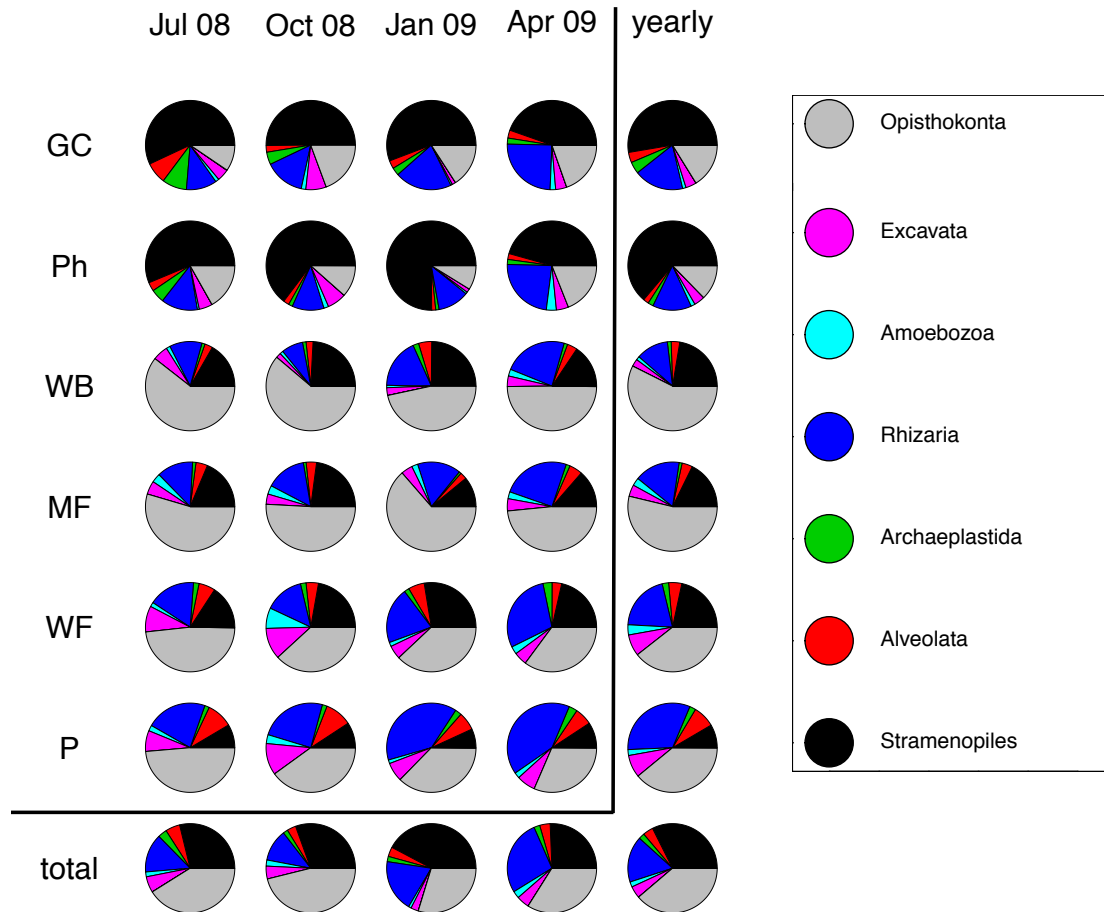 Jul 08 Oct 08 Jan 09 Apr 09 yearly
GC
Ph
WB
MF
WF
P
total
Opisthokonta
Excavata
Amoebozoa
Rhizaria
Archaeplastida
Alveolata
Stramenopiles